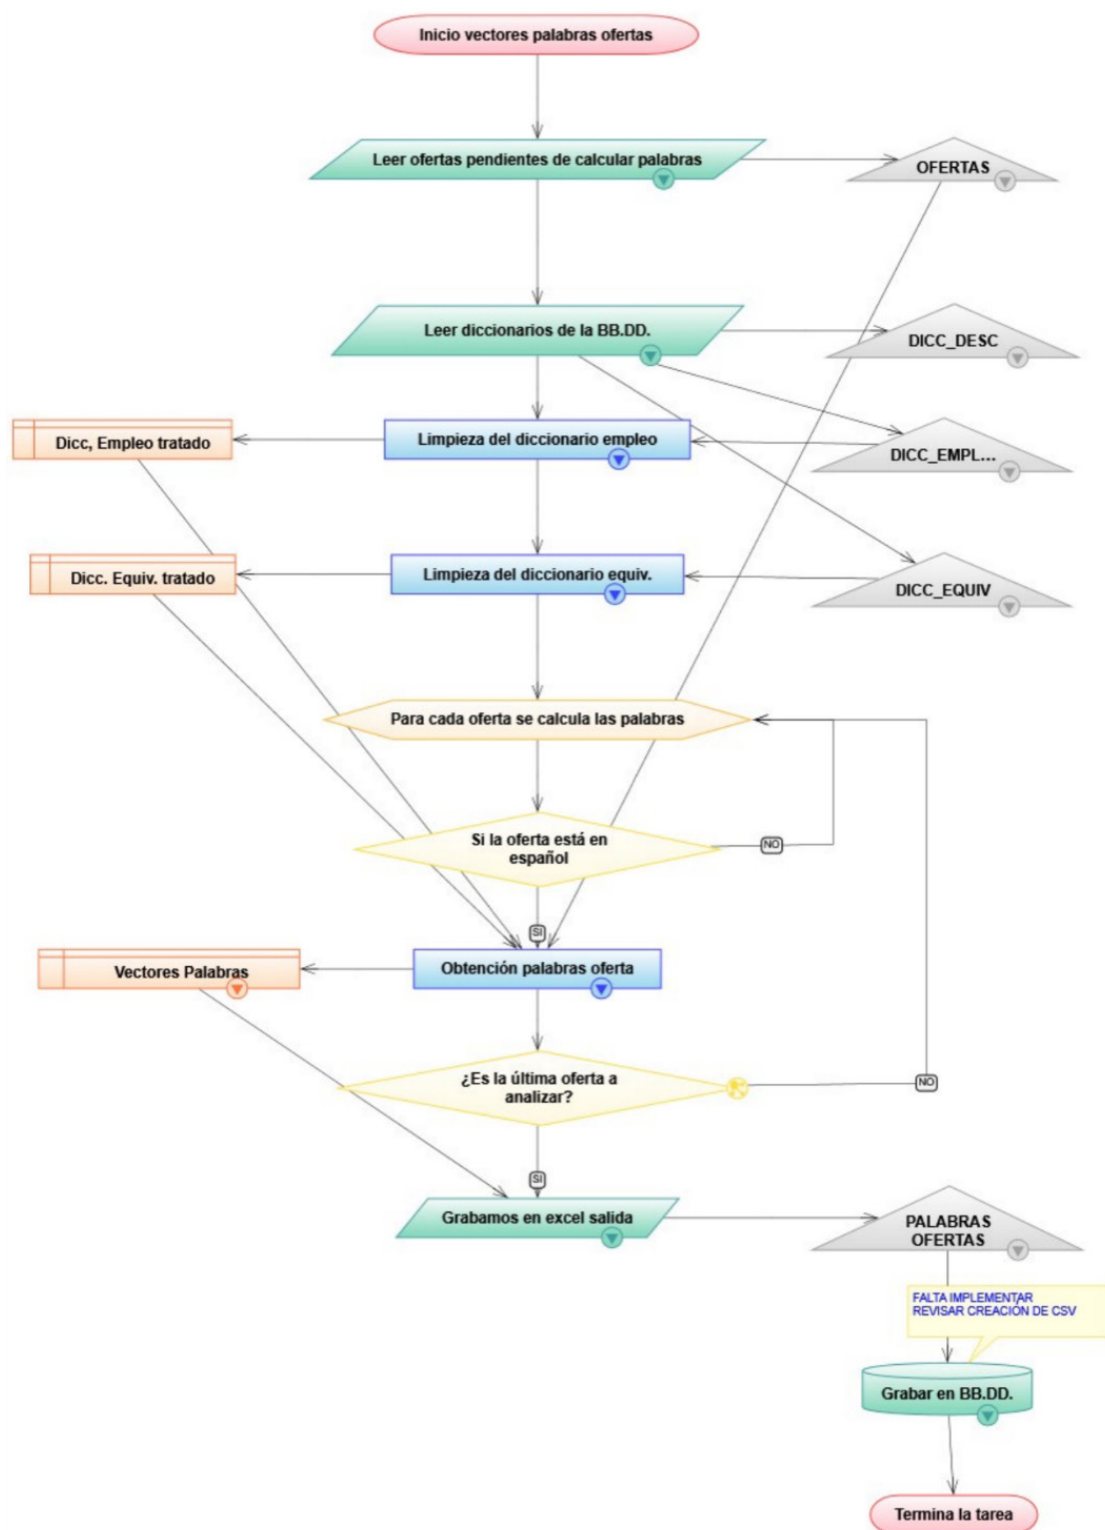 Inicio vectores palabras ofertas
Leer ofertas pendientes de calcular palabras
OFERTAS
Leer diccionarios de la BB.DD.
DICC_DESC
Dicc, Empleo tratado
Limpieza del diccionario empleo
DICC_EMPL...
Dicc. Equiv. tratado
Limpieza del diccionario equiv.
DICC_EQUIV
Para cada oferta se calcula las palabras
Si la oferta está en
español
NO
SI
Vectores Palabras
Obtención palabras oferta
¿Es la última oferta a
analizar?
NO
SI
Grabamos en excel salida
PALABRAS
OFERTAS
FALTA IMPLEMENTAR
REVISAR CREACIÓN DE CSV
Grabar en BB.DD.
Termina la tarea